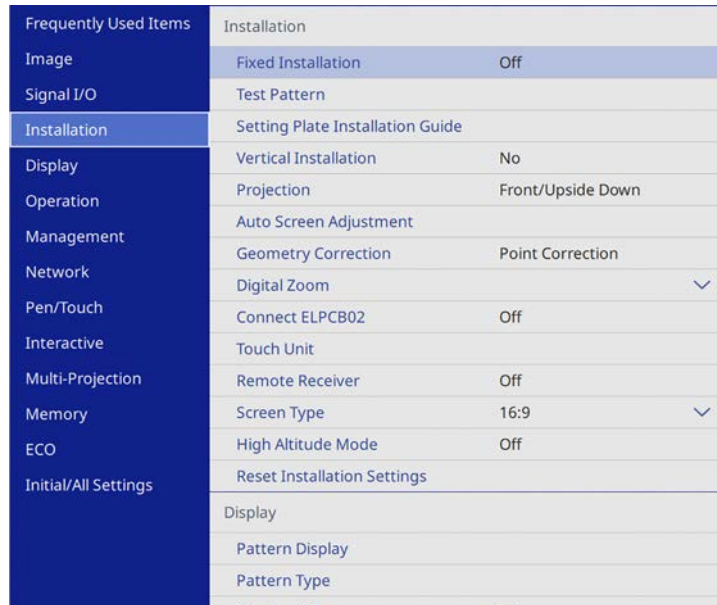 Frequently Used Items
Image
Signal I/O
Installation
Display
Operation
Management
Network
Pen/Touch
Interactive
Multi-Projection
Memory
ECO
Initial/All Settings
Installation
Fixed Installation Off
Test Pattern
Setting Plate Installation Guide
Vertical Installation No
Projection Front/Upside Down
Auto Screen Adjustment
Geometry Correction Point Correction
Digital Zoom
Connect ELPCB02 Off
Touch Unit
Remote Receiver Off
Screen Type 16:9
High Altitude Mode Off
Reset Installation Settings
Display
Pattern Display
Pattern Type